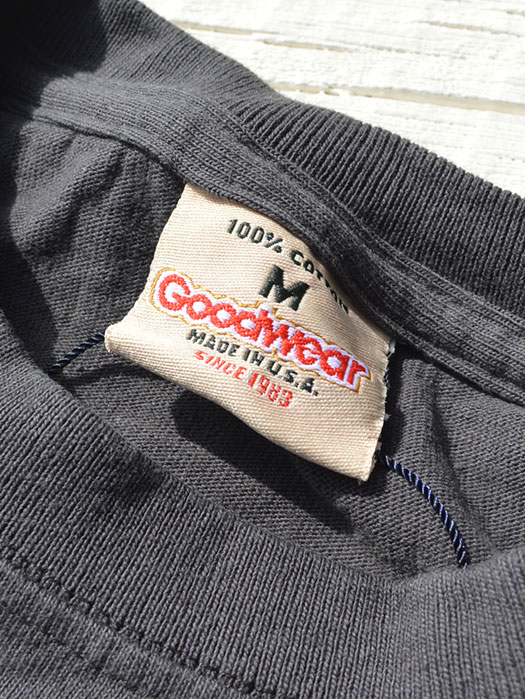 100% COTTON
M
GoodWear
MADE IN U.S.A.
SINCE 1983